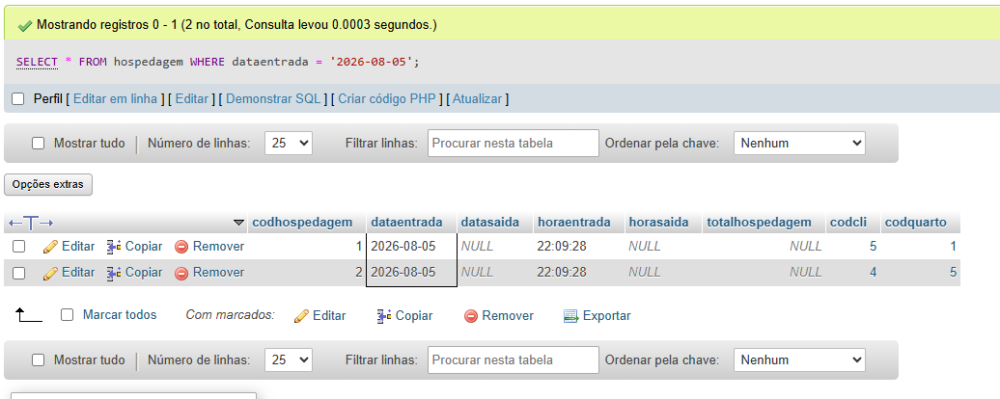 Mostrando registros 0 - 1 (2 no total, Consulta levou 0.0003 segundos.)
SELECT * FROM hospedagem WHERE dataentrada = '2026-08-05';
Perfil [ Editar em linha ] [ Editar ] [ Demonstrar SQL ] [ Criar código PHP ] [ Atualizar ]
Mostrar tudo Número de linhas: 25 Filtrar linhas: Procurar nesta tabela Ordenar pela chave: Nenhum
Opções extras
codhospedagem dataentrada datasaida horaentrada horasaida totalhospedagem codcli codquarto
Editar Copiar Remover 1 2026-08-05 NULL 22:09:28 NULL NULL 5 1
Editar Copiar Remover 2 2026-08-05 NULL 22:09:28 NULL NULL 4 5
Marcar todos Com marcados: Editar Copiar Remover Exportar
Mostrar tudo Número de linhas: 25 Filtrar linhas: Procurar nesta tabela Ordenar pela chave: Nenhum